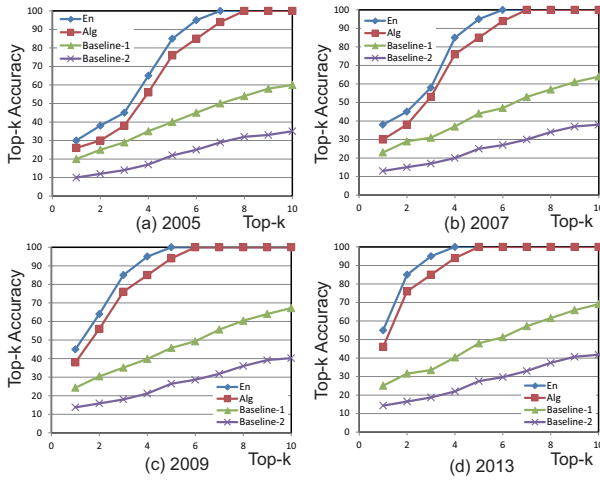 Top-k Accuracy
100
90
80
70
60
50
40
30
20
10
0
En
Alg
Baseline-1
Baseline-2
0 2 4 6 8 10
(a) 2005 Top-k
Top-k Accuracy
100
90
80
70
60
50
40
30
20
10
0
En
Alg
Baseline-1
Baseline-2
0 2 4 6 8 10
(b) 2007 Top-k
Top-k Accuracy
100
90
80
70
60
50
40
30
20
10
0
En
Alg
Baseline-1
Baseline-2
0 2 4 6 8 10
(c) 2009 Top-k
Top-k Accuracy
100
90
80
70
60
50
40
30
20
10
0
En
Alg
Baseline-1
Baseline-2
0 2 4 6 8 10
(d) 2013 Top-k